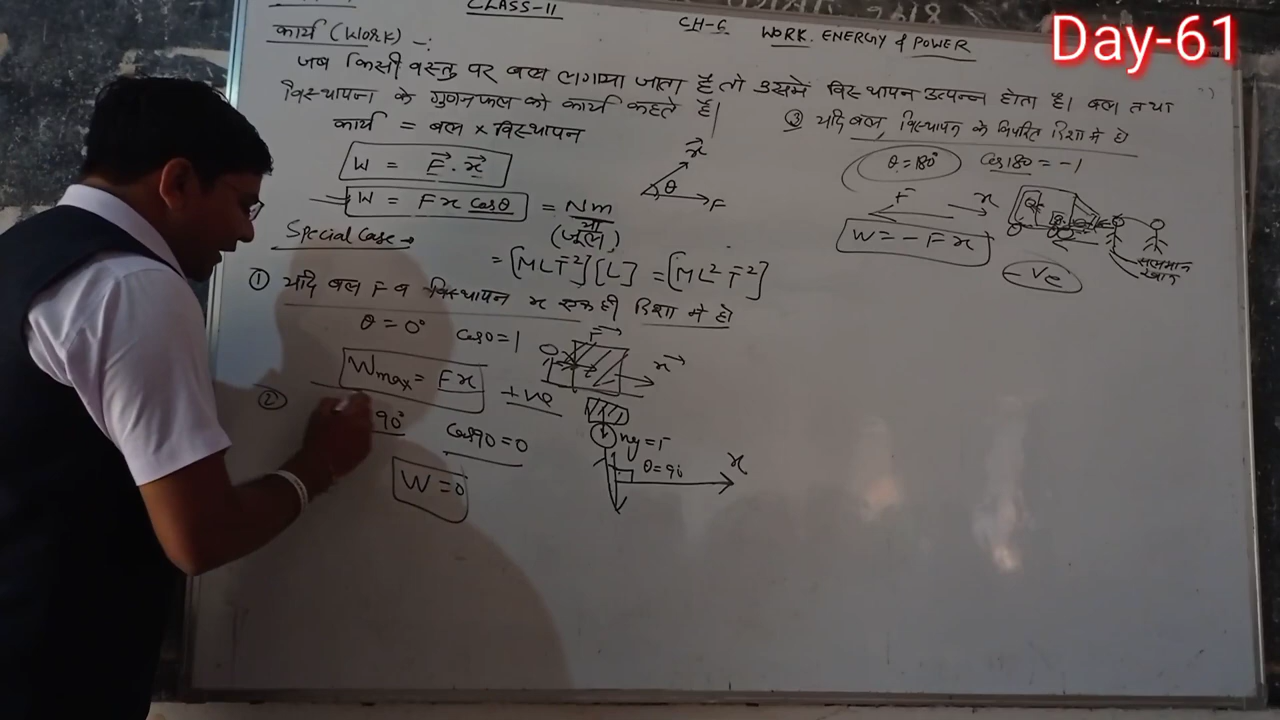 CLASS-11
CH-6 WORK. ENERGY & POWER
Day-61
कार्य (Work) -:
जब किसी वस्तु पर बल लगाया जाता है तो उसमें विस्थापन उत्पन्न होता है। बल तथा
विस्थापन के गुणनफल को कार्य कहते हैं।
कार्य = बल × विस्थापन
W = F⃗ . x⃗
W = Fx cosθ = Nm
या
(जूल)
= [MLT⁻²][L] = [ML²T⁻²]
x⃗
θ
F
Special Case →
① यदि बल F व विस्थापन x एक ही दिशा में हो
θ = 0° cos0 = 1
F
x
Wmax = Fx +ve
②
90° cos90 = 0
mg = F
θ = 90
x
W = 0
③ यदि बल, विस्थापन के विपरित दिशा में हो
θ = 180° cos180 = -1
F x
W = - Fx
-ve
सलमान
खान